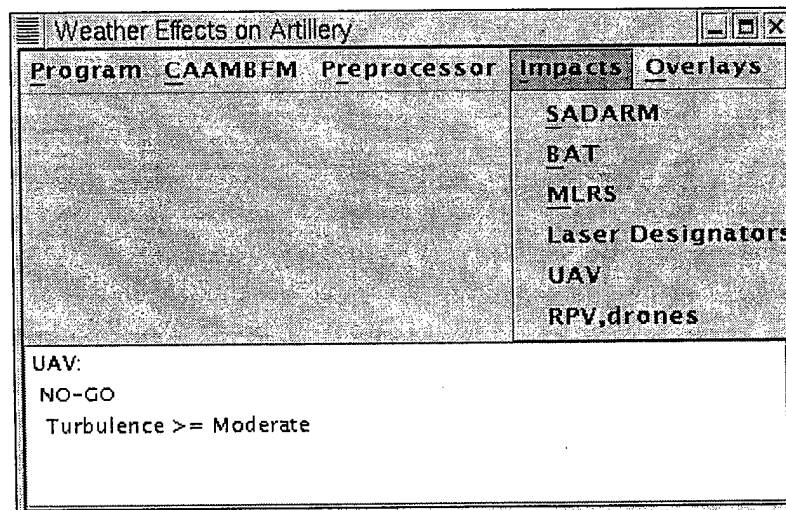 Weather Effects on Artillery
Program CAAMBFM Preprocessor Impacts Overlays
SADARM
BAT
MLRS
Laser Designators
UAV
RPV,drones
UAV:
NO-GO
Turbulence >= Moderate